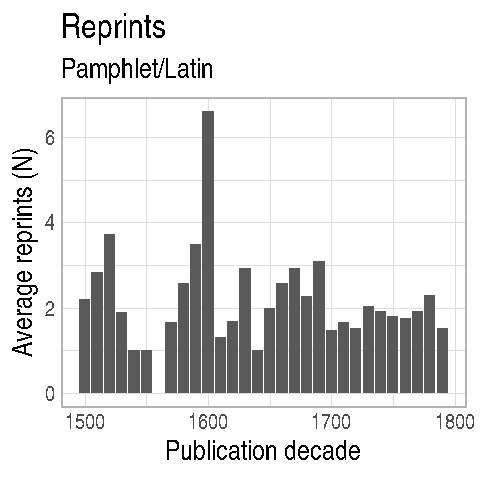 Reprints
Pamphlet/Latin
Average reprints (N)
6
4
2
0
1500 1600 1700 1800
Publication decade